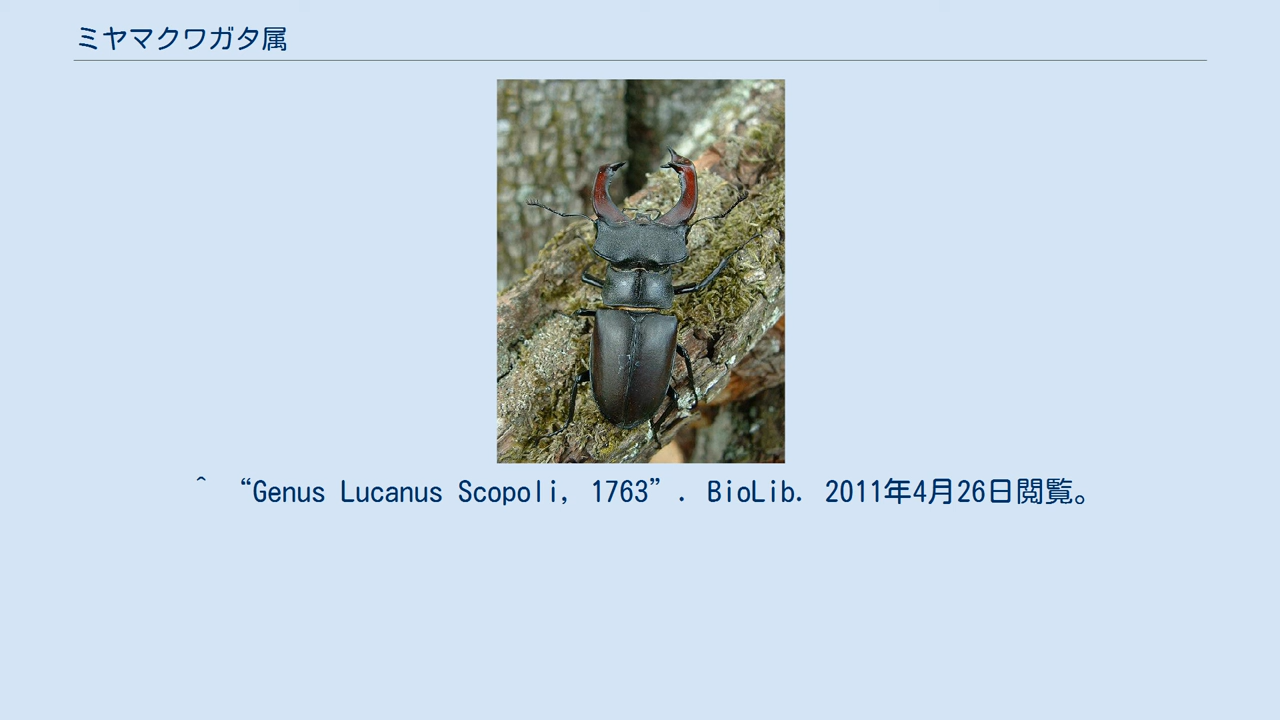 ミヤマクワガタ属
^ “Genus Lucanus Scopoli, 1763”. BioLib. 2011年4月26日閲覧。